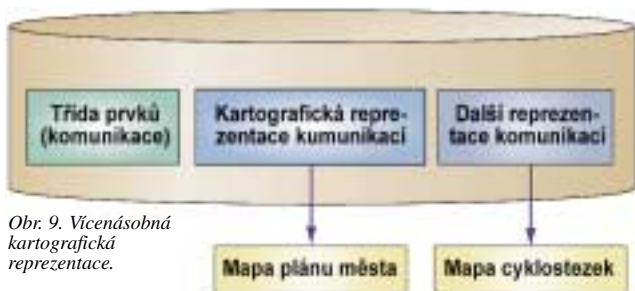 Třída prvků
(komunikace)
Kartografická repre-
zentace kumunikací
Další reprezen-
tace komunikací
Obr. 9. Vícenásobná
kartografická
reprezentace.
Mapa plánu města
Mapa cyklostezek